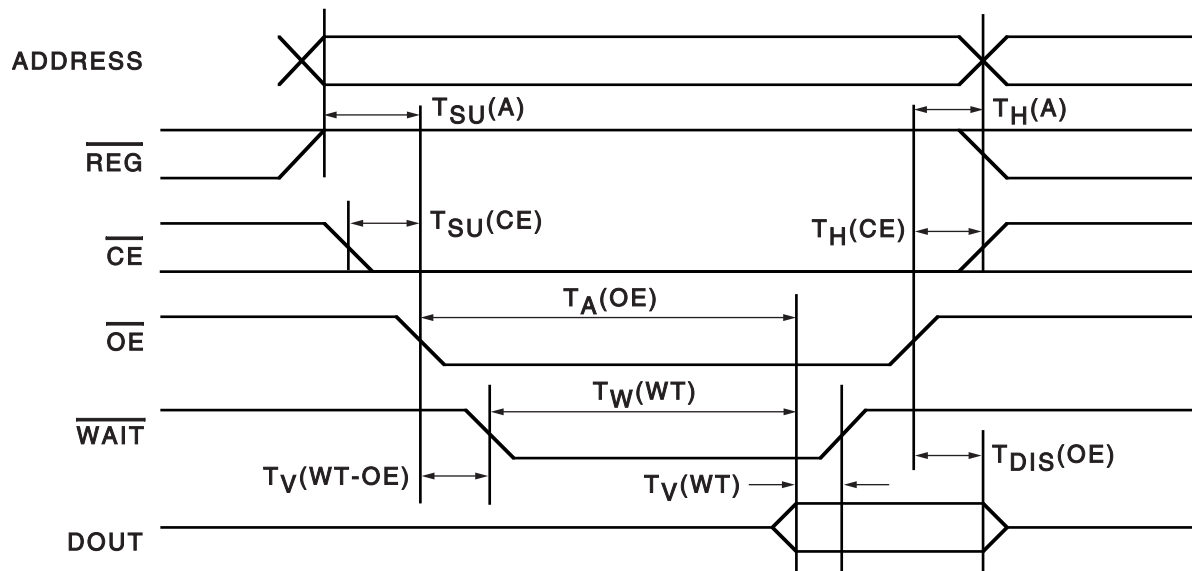 ADDRESS
TSU(A)
TH(A)
REG
TSU(CE)
TH(CE)
CE
TA(OE)
OE
TW(WT)
WAIT
TV(WT-OE)
TV(WT)
TDIS(OE)
DOUT